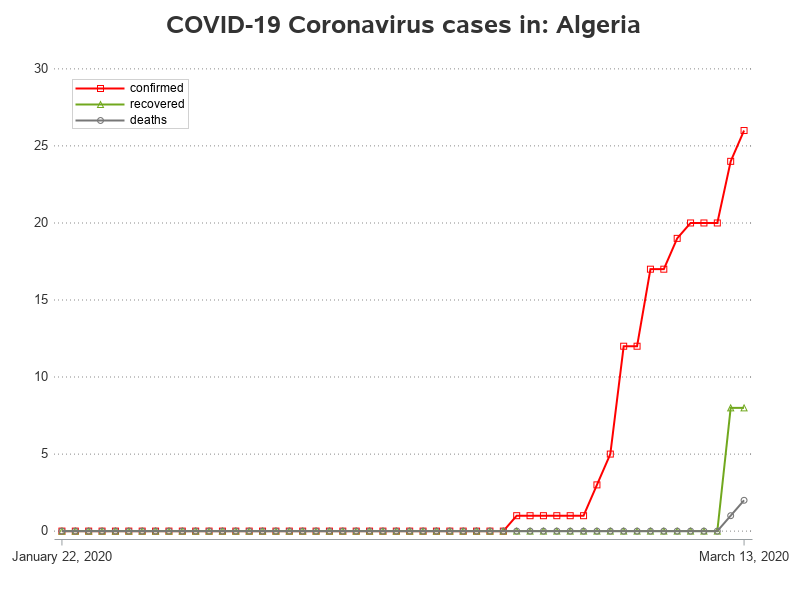 COVID-19 Coronavirus cases in: Algeria
30
confirmed
recovered
deaths
25
20
15
10
5
0
January 22, 2020
March 13, 2020